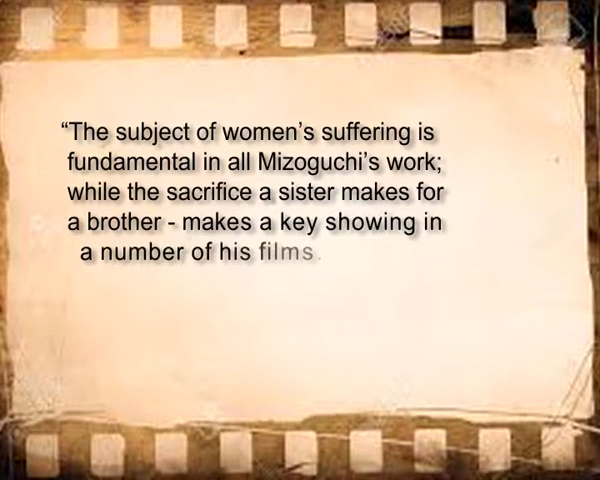 “The subject of women’s suffering is
fundamental in all Mizoguchi’s work;
while the sacrifice a sister makes for
a brother - makes a key showing in
a number of his films.